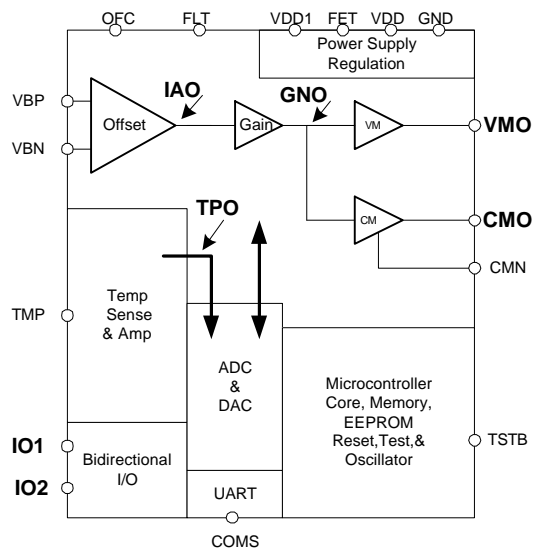 OFC FLT VDD1 FET VDD GND
Power Supply
Regulation
IAO
GNO
VBP
VBN
Offset
Gain
VM
VMO
TPO
CM
CMO
CMN
TMP
Temp
Sense
& Amp
ADC
&
DAC
Microcontroller
Core, Memory,
EEPROM
Reset,Test,&
Oscillator
TSTB
IO1
IO2
Bidirectional
I/O
UART
COMS